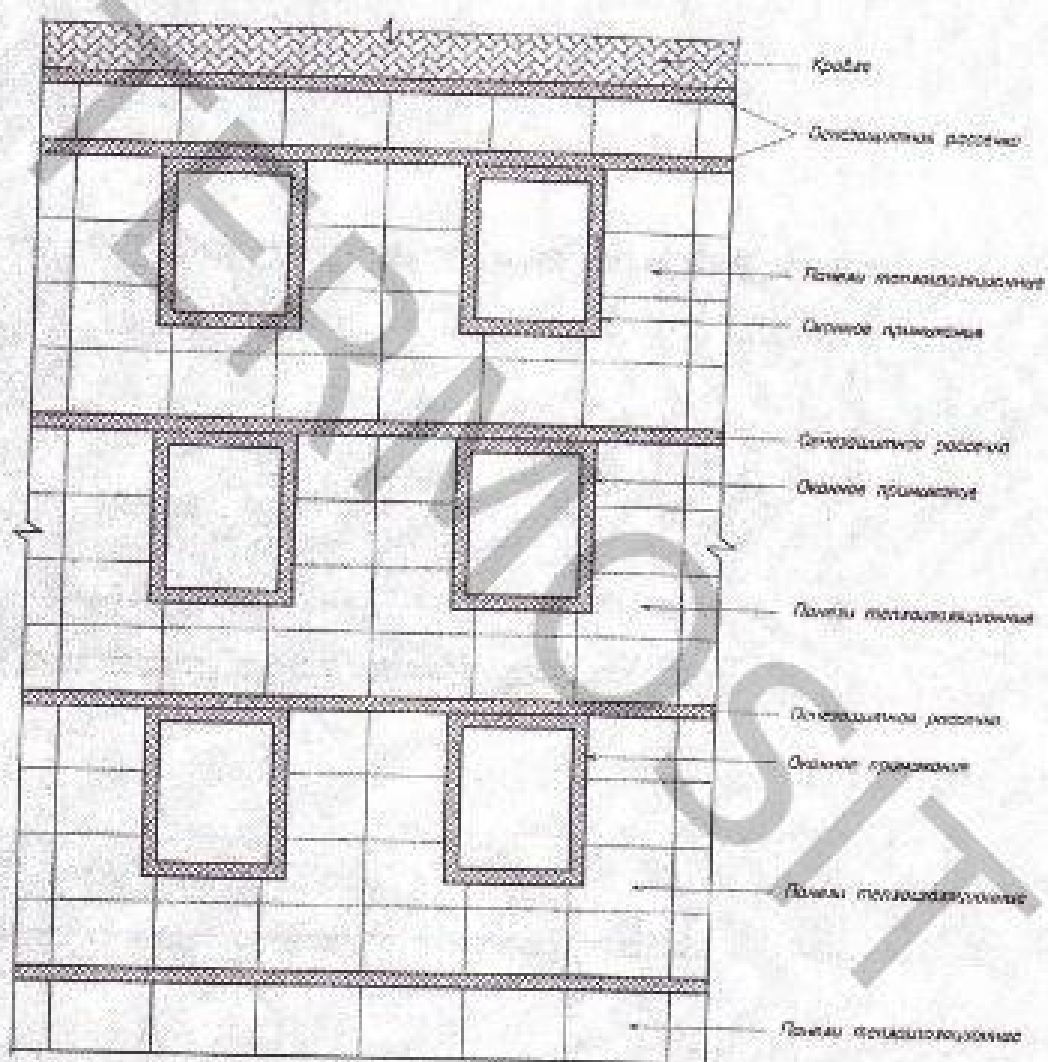 Кровля
Огнезащитная рассечка
Панели теплоизоляционные
Оконное примыкание
Огнезащитная рассечка
Оконное примыкание
Панели теплоизоляционные
Огнезащитная рассечка
Оконное примыкание
Панели теплоизоляционные
Панели теплоизоляционные
TERMOSIT